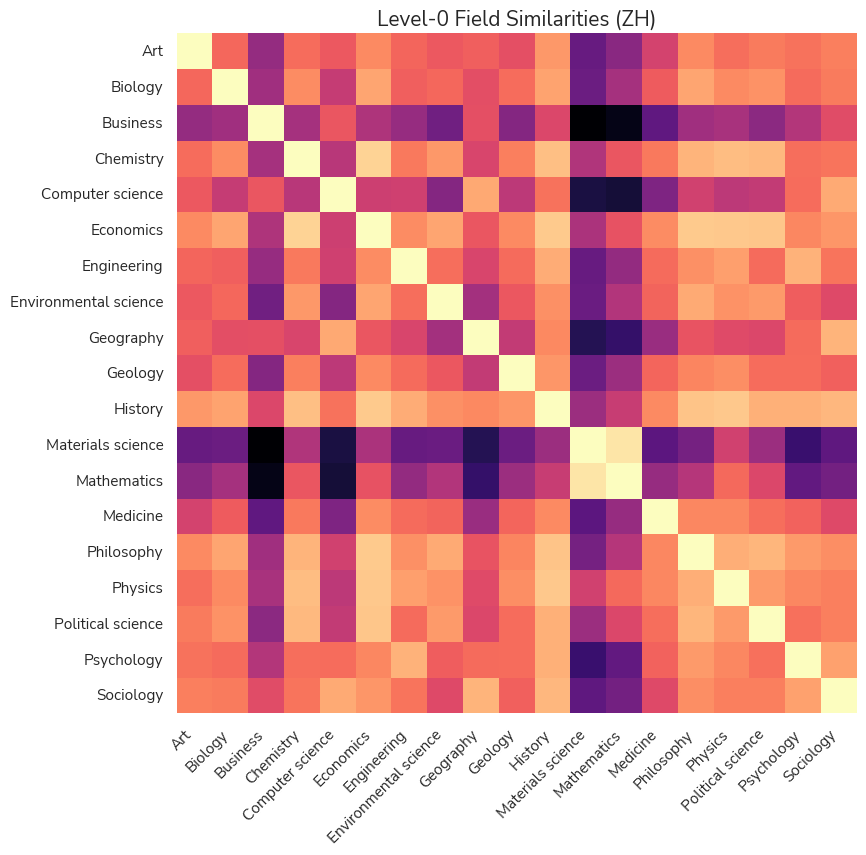 Level-0 Field Similarities (ZH)
Art
Biology
Business
Chemistry
Computer science
Economics
Engineering
Environmental science
Geography
Geology
History
Materials science
Mathematics
Medicine
Philosophy
Physics
Political science
Psychology
Sociology
Art
Biology
Business
Chemistry
Computer science
Economics
Engineering
Environmental science
Geography
Geology
History
Materials science
Mathematics
Medicine
Philosophy
Physics
Political science
Psychology
Sociology